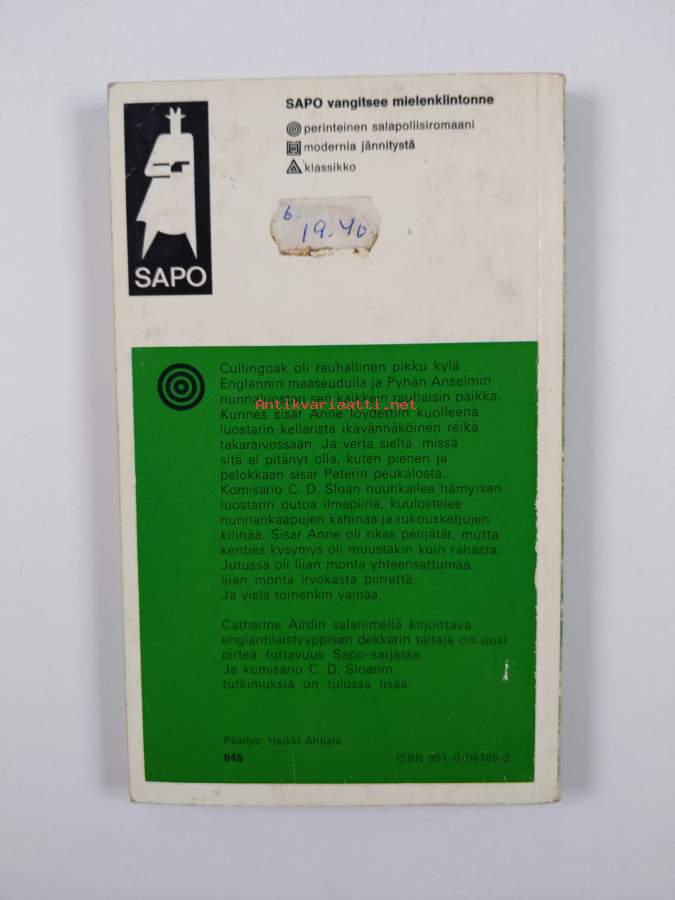 SAPO vangitsee mielenkiintonne
perinteinen salapoliisiromaani
modernia jännitystä
klassikko
6.
19.40
SAPO
Cullingoak oli rauhallinen pikku kylä
Englannin maaseudulla ja Pyhän Anselmin
nunnaluostari sen kaikkein rauhaisin paikka.
Antikvariaatti.net
Kunnes sisar Anne löydettiin kuolleena
luostarin kellarista ikävännäköinen reikä
takaraivossaan. Ja verta sieltä, missä
sitä ei pitänyt olla, kuten pienen ja
pelokkaan sisar Peterin peukalosta.
Komisario C. D. Sloan nuuhkailee hämyisen
luostarin outoa ilmapiiriä, kuulostelee
nunnankaapujen kahinaa ja rukousketjujen
kilinää. Sisar Anne oli rikas perijätär, mutta
kenties kysymys oli muustakin kuin rahasta.
Jutussa oli liian monta yhteensattumaa,
liian monta irvokasta piirrettä.
Ja vielä toinenkin vainaa.
Catherine Airdin salanimellä kirjoittava
englantilaistyyppisen dekkarin taitaja on uusi
pirteä tuttavuus Sapo-sarjassa.
Ja komisario C. D. Sloanin
tutkimuksia on tulossa lisää.
Päällys: Heikki Ahtiala
845 ISBN 951-0-06765-2